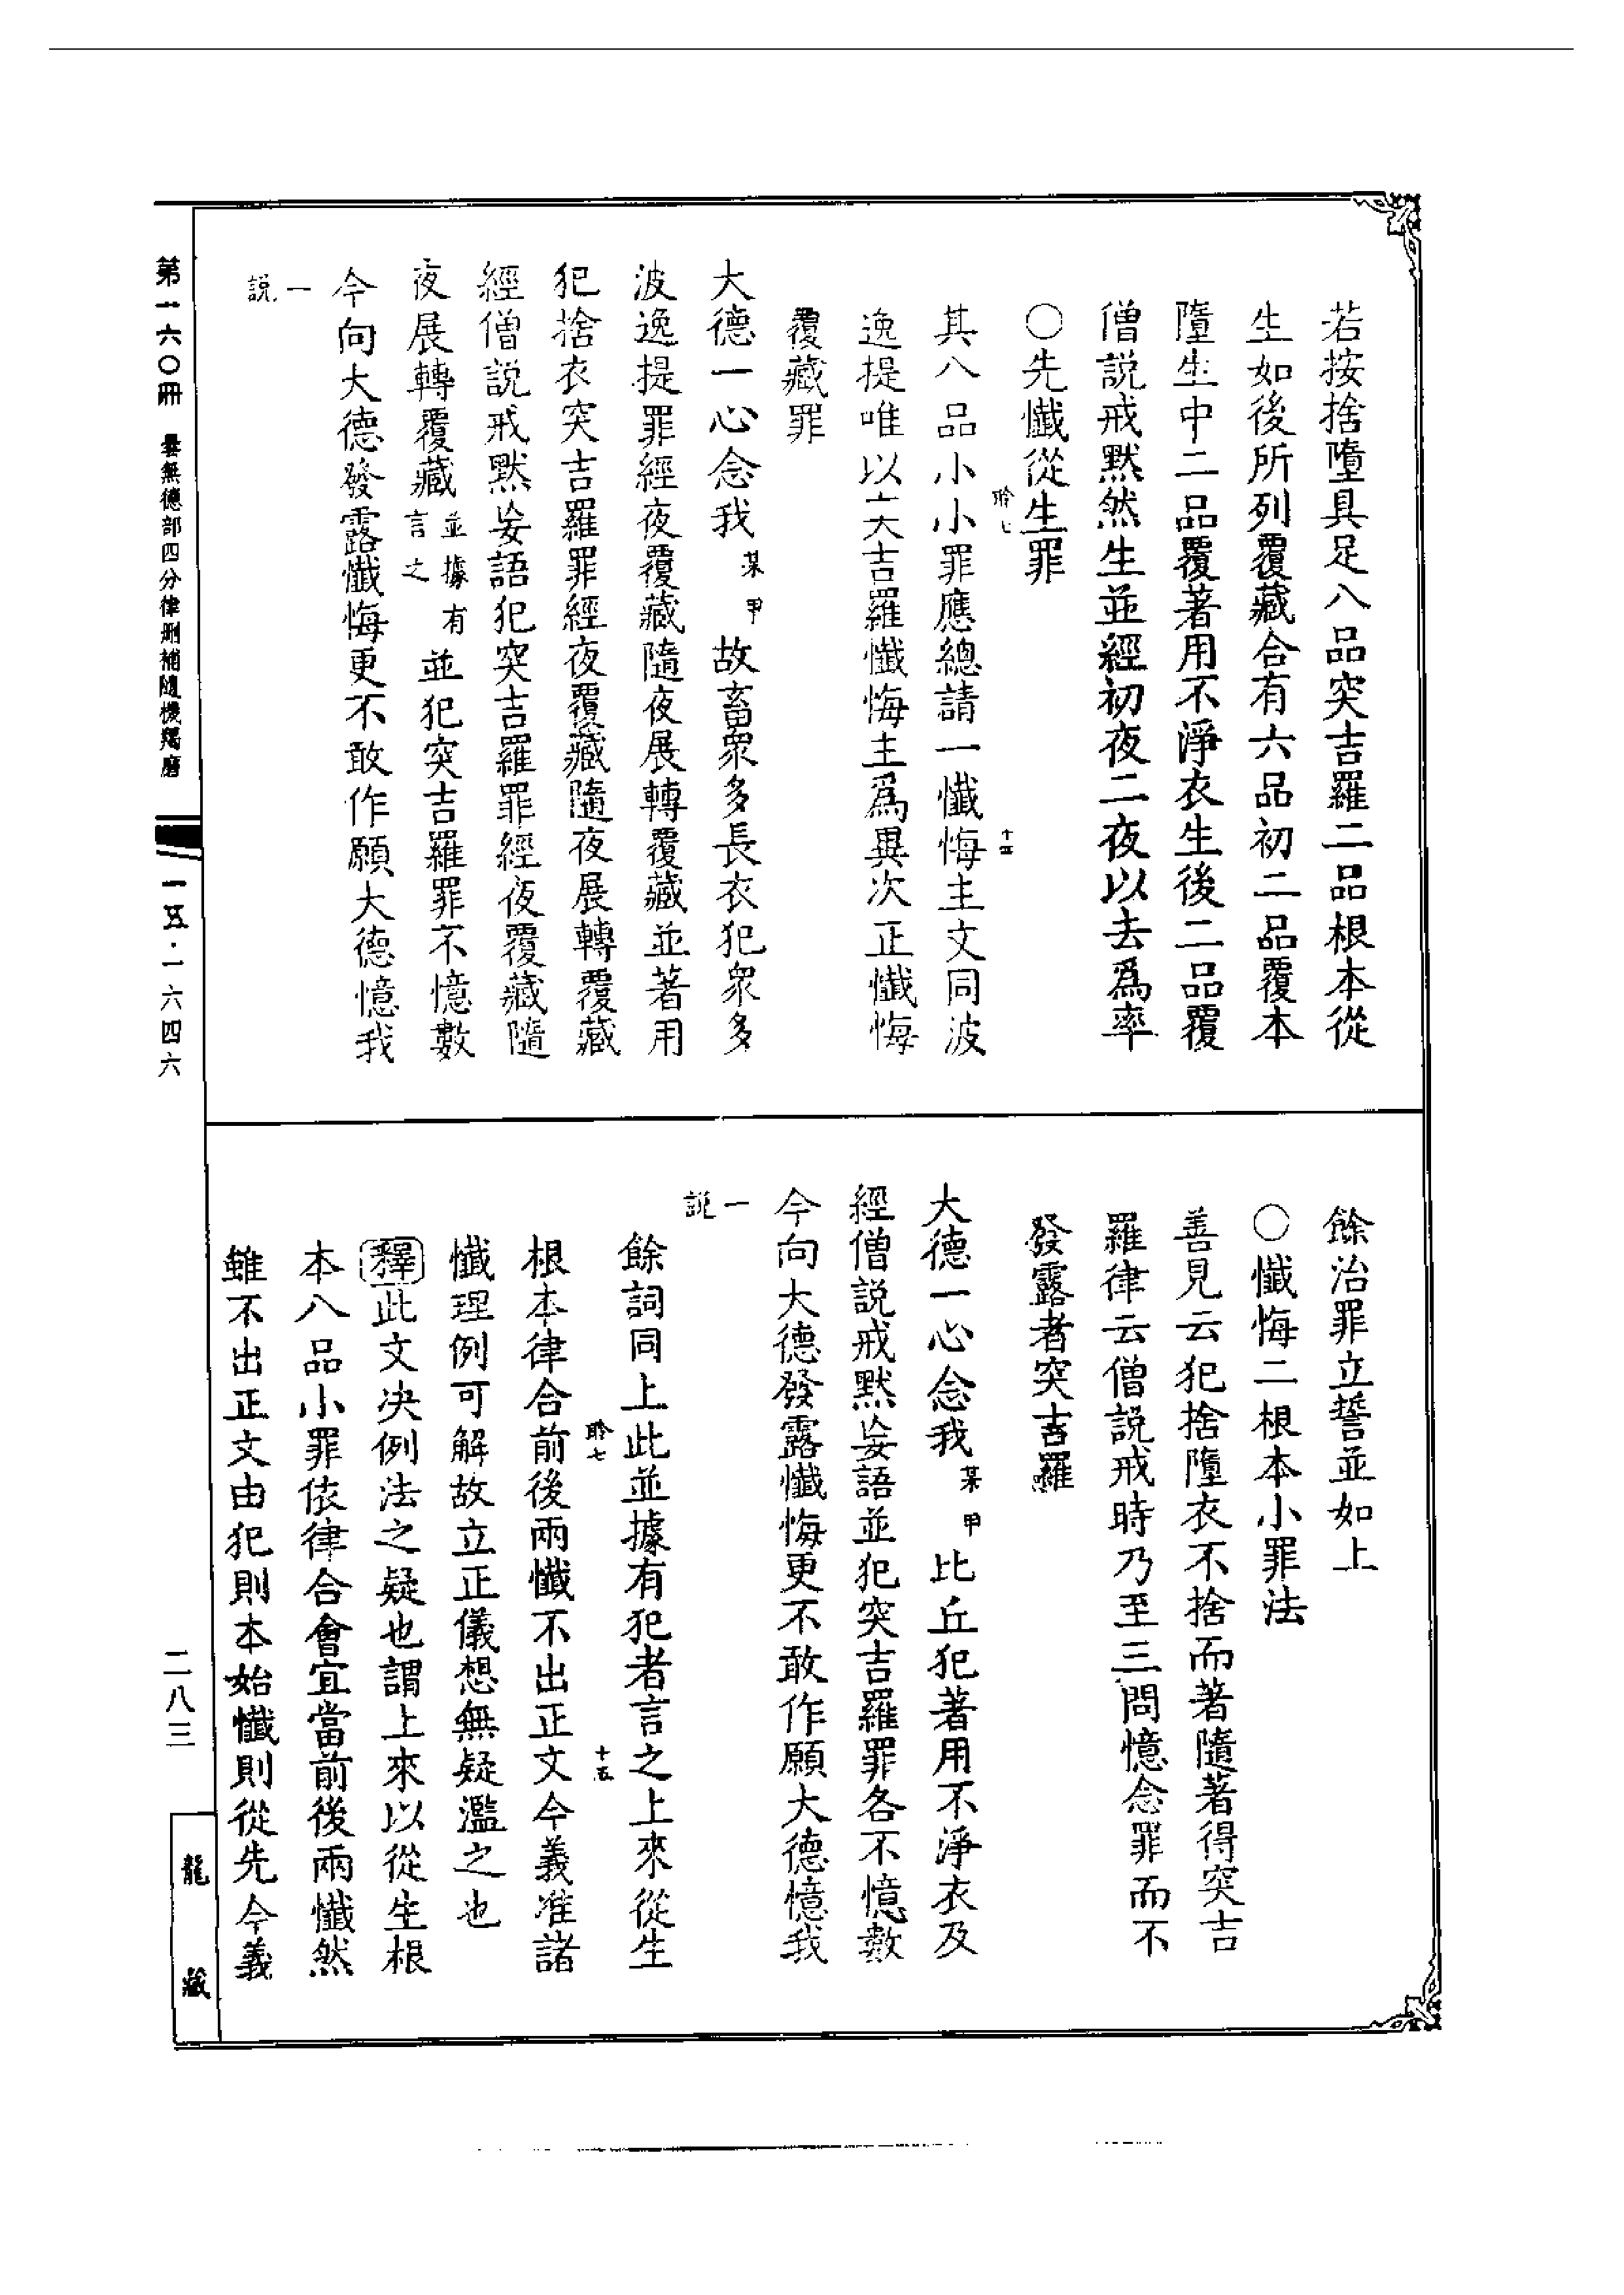 若按捨墮具足八品突吉羅二品根本從
生如後所列覆藏合有六品初二品覆本
墮生中二品覆著用不淨衣生後二品覆
僧說戒默然生並經初夜二夜以去爲率
〇先懺從生罪
其八品小小罪應總請一懺悔主文同波
聆七
十四
逸提唯以突吉羅懺悔主爲異次正懺悔
覆藏罪
大德一心念我某甲故畜眾多長衣犯眾多
波逸提罪經夜覆藏隨夜展轉覆藏並著用
犯捨衣突吉羅罪經夜覆藏隨夜展轉覆藏
經僧說戒默妄語犯突吉羅罪經夜覆藏隨
夜展轉覆藏並據有言之並犯突吉羅罪不憶數
今向大德發露懺悔更不敢作願大德憶我
一說
餘治罪立誓並如上
〇懺悔二根本小罪法
善見云犯捨墮衣不捨而著隨著得突吉
羅律云僧說戒時乃至三問憶念罪而不
發露者突吉羅
大德一心念我某甲比丘犯著用不淨衣及
經僧說戒默妄語並犯突吉羅罪各不憶數
今向大德發露懺悔更不敢作願大德憶我
一說
餘詞同上此並據有犯者言之上來從生
聆七
十五
根本律合前後兩懺不出正文今義准諸
懺理例可解故立正儀想無疑濫之也
釋此文決例法之疑也謂上來以從生根
本八品小罪依律合會宜當前後兩懺然
雖不出正文由犯則本始懺則從先今義
第一六〇冊 曇無德部四分律刪補隨機羯磨
一五·一六四六
二八三
龍藏